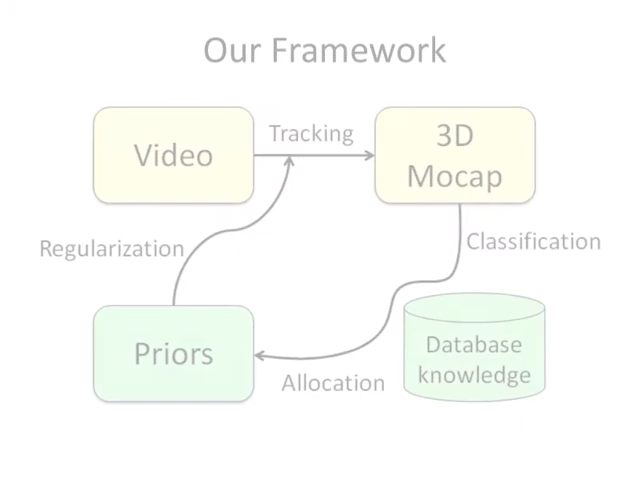 Our Framework
Tracking
Video
3D
Mocap
Regularization
Classification
Priors
Database
knowledge
Allocation